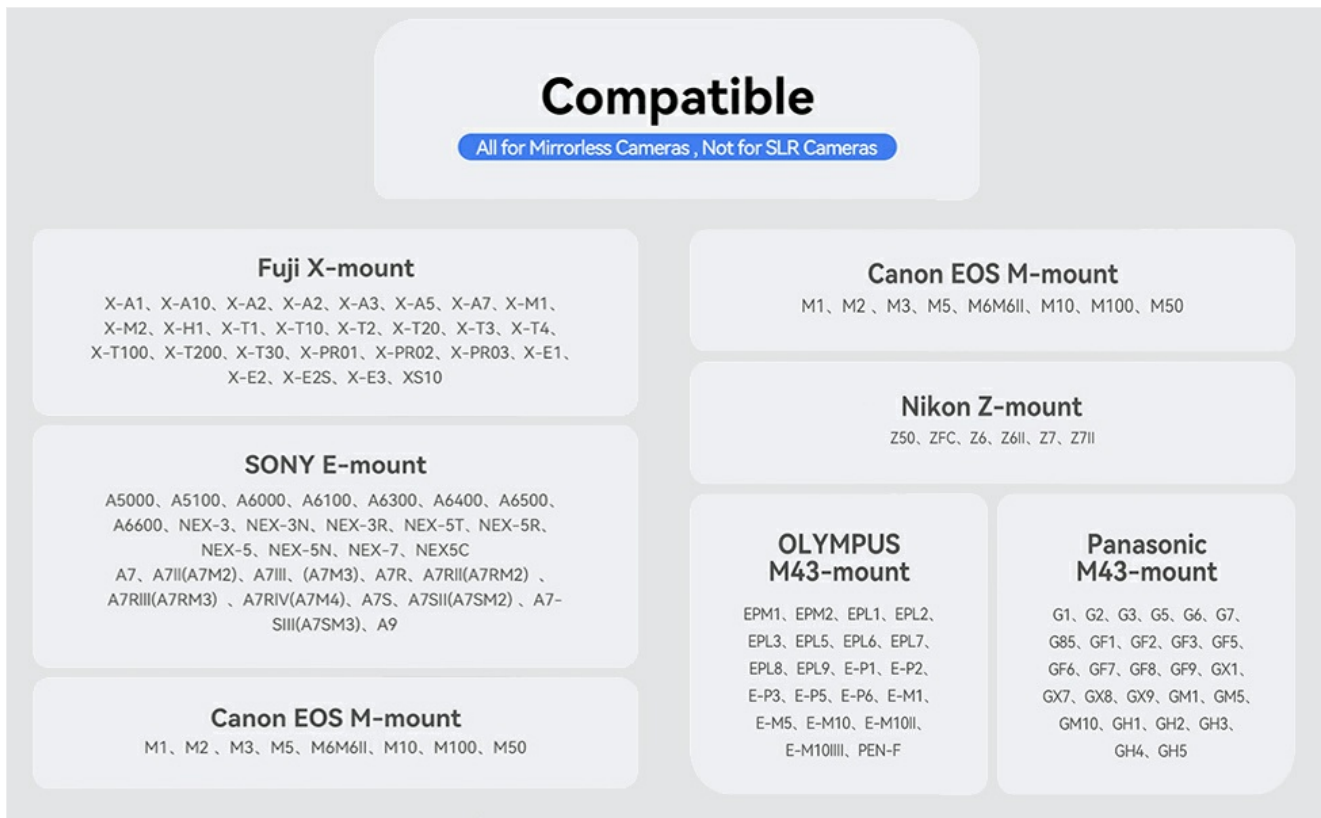 Compatible
All for Mirrorless Cameras , Not for SLR Cameras
Fuji X-mount
X-A1、X-A10、X-A2、X-A2、X-A3、X-A5、X-A7、X-M1、
X-M2、X-H1、X-T1、X-T10、X-T2、X-T20、X-T3、X-T4、
X-T100、X-T200、X-T30、X-PR01、X-PR02、X-PR03、X-E1、
X-E2、X-E2S、X-E3、XS10
SONY E-mount
A5000、A5100、A6000、A6100、A6300、A6400、A6500、
A6600、NEX-3、NEX-3N、NEX-3R、NEX-5T、NEX-5R、
NEX-5、NEX-5N、NEX-7、NEX5C
A7、A7II(A7M2)、A7III、(A7M3)、A7R、A7RII(A7RM2) 、
A7RIII(A7RM3) 、A7RIV(A7M4)、A7S、A7SII(A7SM2) 、A7-
SIII(A7SM3)、A9
Canon EOS M-mount
M1、M2 、M3、M5、M6M6II、M10、M100、M50
Canon EOS M-mount
M1、M2 、M3、M5、M6M6II、M10、M100、M50
Nikon Z-mount
Z50、ZFC、Z6、Z6II、Z7、Z7II
OLYMPUS
M43-mount
EPM1、EPM2、EPL1、EPL2、
EPL3、EPL5、EPL6、EPL7、
EPL8、EPL9、E-P1、E-P2、
E-P3、E-P5、E-P6、E-M1、
E-M5、E-M10、E-M10II、
E-M10IIII、PEN-F
Panasonic
M43-mount
G1、G2、G3、G5、G6、G7、
G85、GF1、GF2、GF3、GF5、
GF6、GF7、GF8、GF9、GX1、
GX7、GX8、GX9、GM1、GM5、
GM10、GH1、GH2、GH3、
GH4、GH5